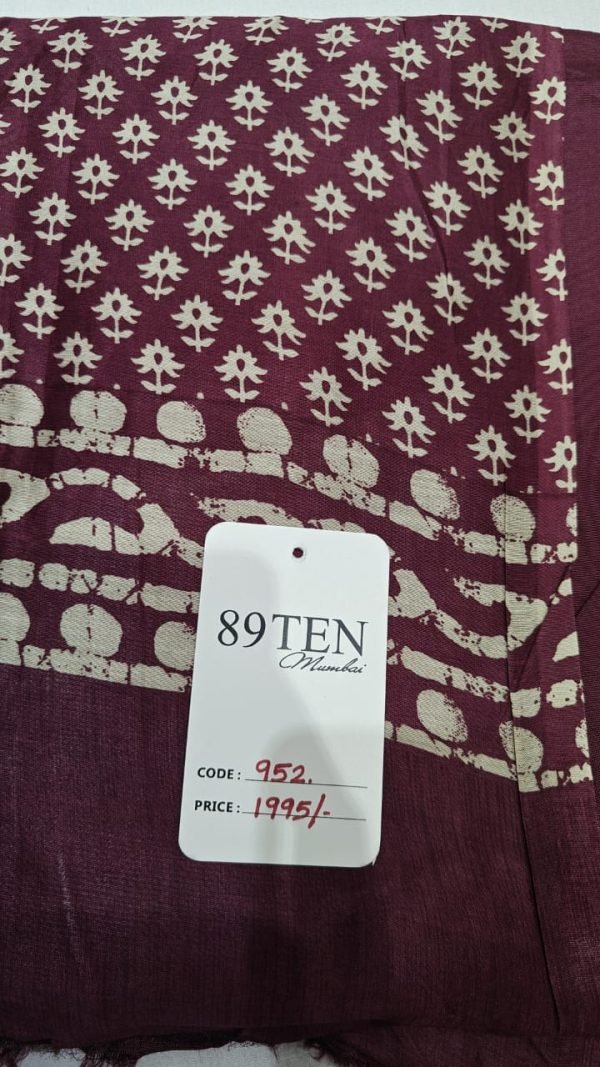 89TEN
Mumbai
CODE: 952.
PRICE: 1995/-